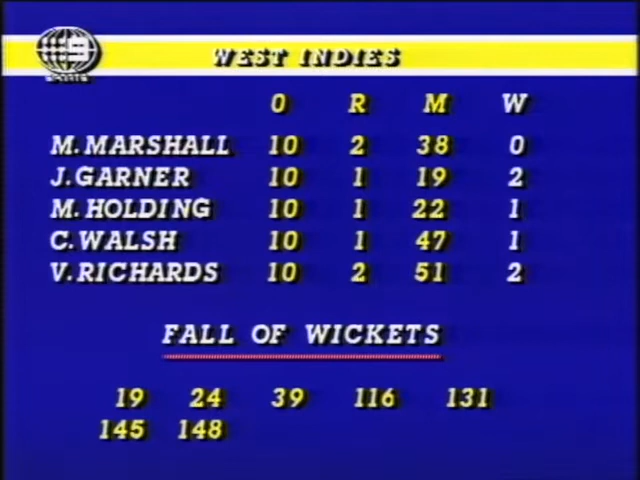 9
WEST INDIES
O R M W
M. MARSHALL 10 2 38 0
J. GARNER 10 1 19 2
M. HOLDING 10 1 22 1
C. WALSH 10 1 47 1
V. RICHARDS 10 2 51 2
FALL OF WICKETS
19 24 39 116 131
145 148